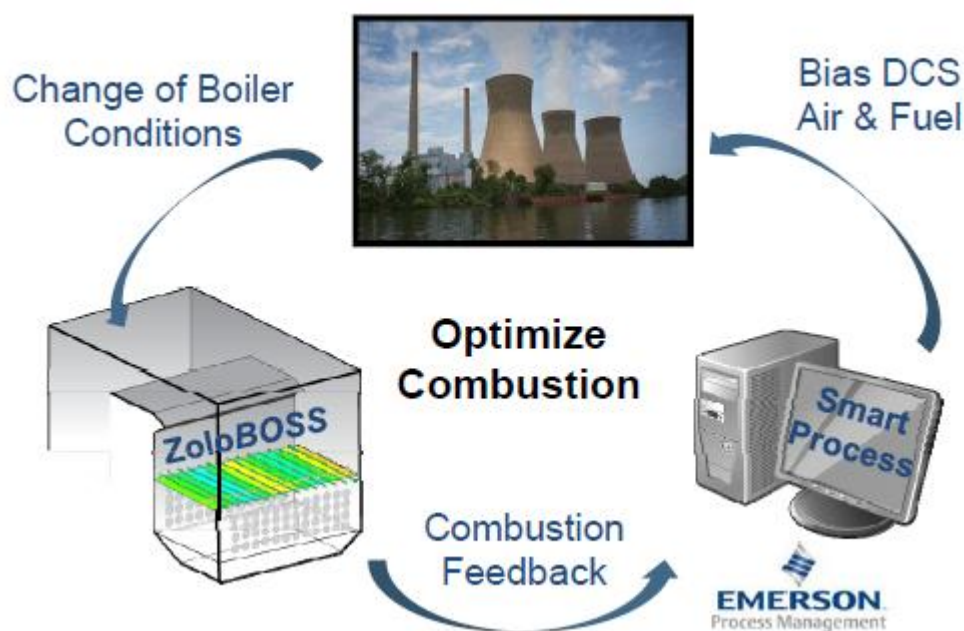 Change of Boiler
Conditions
Bias DCS
Air & Fuel
Optimize
Combustion
ZoloBOSS
Smart
Process
Combustion
Feedback
EMERSON
Process Management